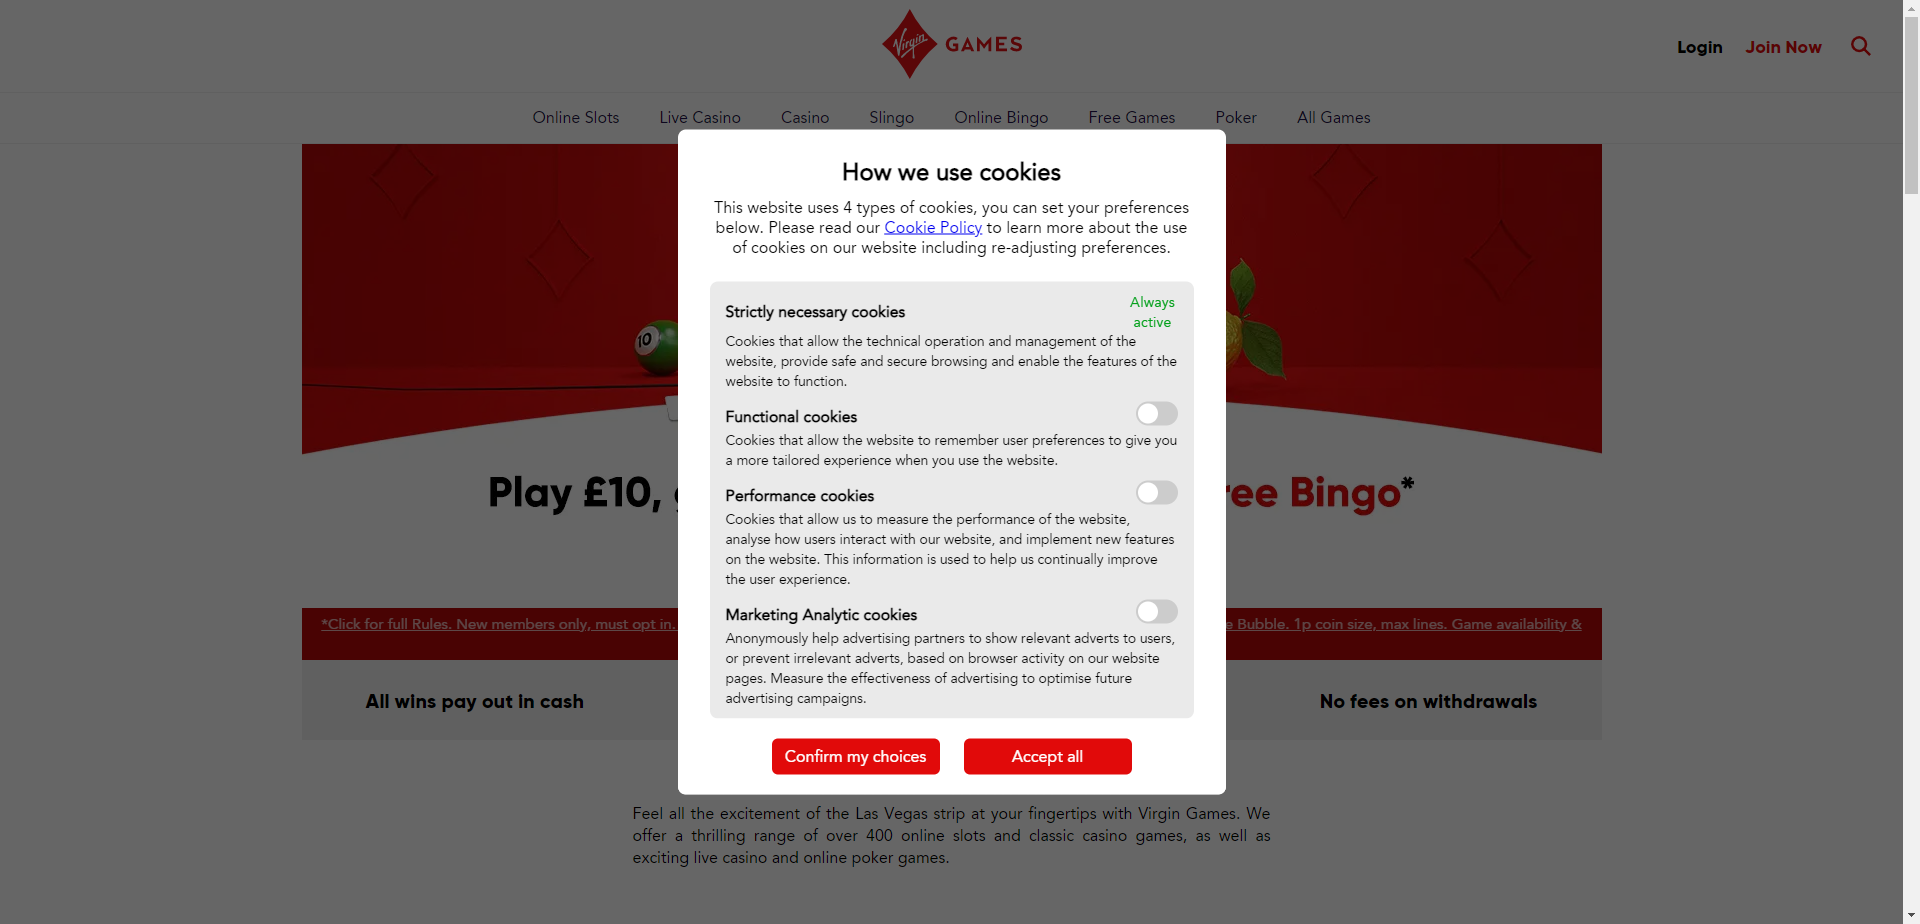 Virgin GAMES
Login
Join Now
Online Slots
Live Casino
Casino
Slingo
Online Bingo
Free Games
Poker
All Games
How we use cookies
This website uses 4 types of cookies, you can set your preferences
below. Please read our Cookie Policy to learn more about the use
of cookies on our website including re-adjusting preferences.
Strictly necessary cookies
Always
active
Cookies that allow the technical operation and management of the
website, provide safe and secure browsing and enable the features of the
website to function.
Functional cookies
Cookies that allow the website to remember user preferences to give you
a more tailored experience when you use the website.
Performance cookies
Cookies that allow us to measure the performance of the website,
analyse how users interact with our website, and implement new features
on the website. This information is used to help us continually improve
the user experience.
Marketing Analytic cookies
Anonymously help advertising partners to show relevant adverts to users,
or prevent irrelevant adverts, based on browser activity on our website
pages. Measure the effectiveness of advertising to optimise future
advertising campaigns.
Confirm my choices
Accept all
10
Play £10, Bingo*
*Click for full Rules. New members only, must opt in. Bubble. 1p coin size, max lines. Game availability &
All wins pay out in cash
No fees on withdrawals
Feel all the excitement of the Las Vegas strip at your fingertips with Virgin Games. We
offer a thrilling range of over 400 online slots and classic casino games, as well as
exciting live casino and online poker games.